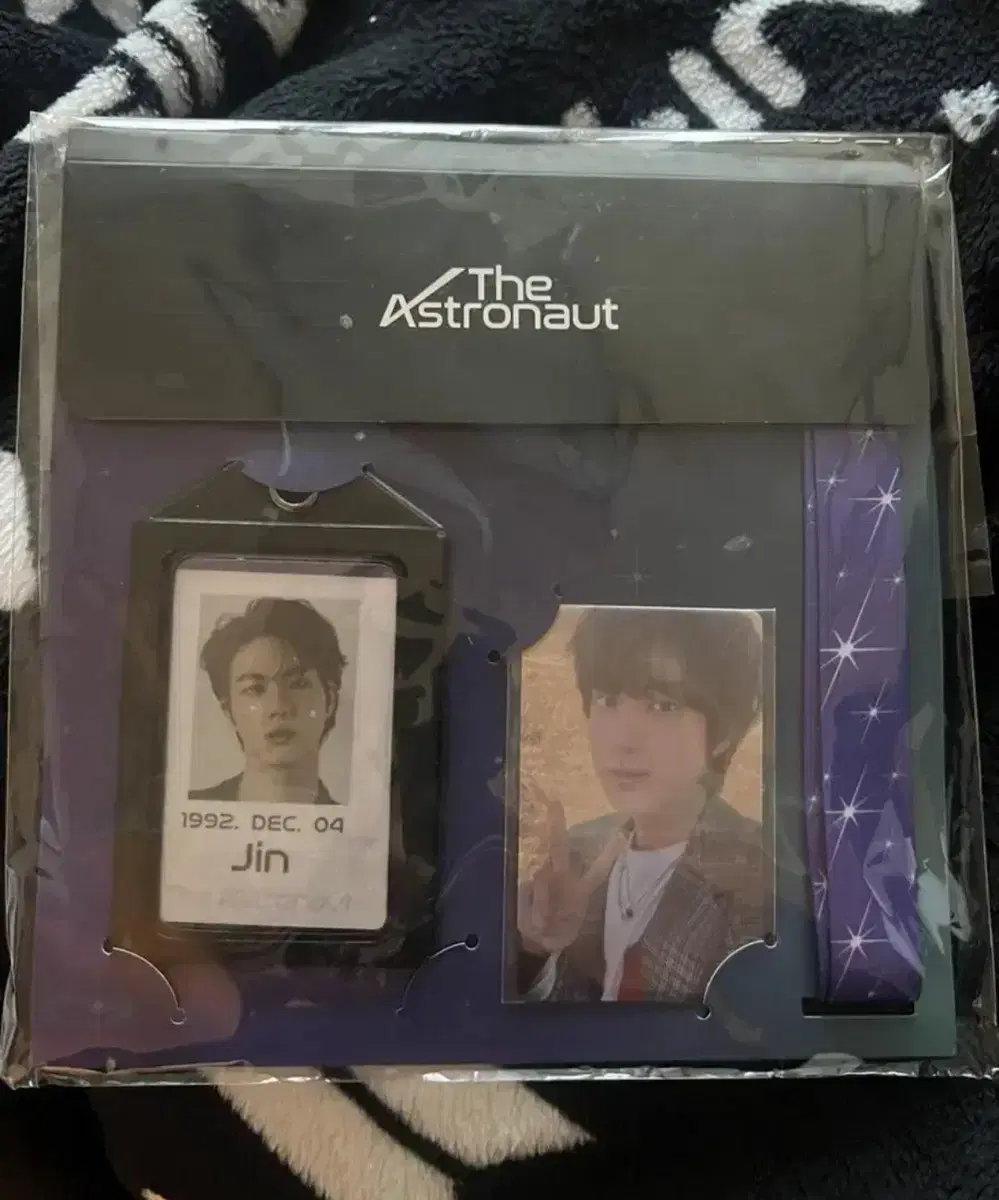 The
Astronaut
1992. DEC. 04
Jin